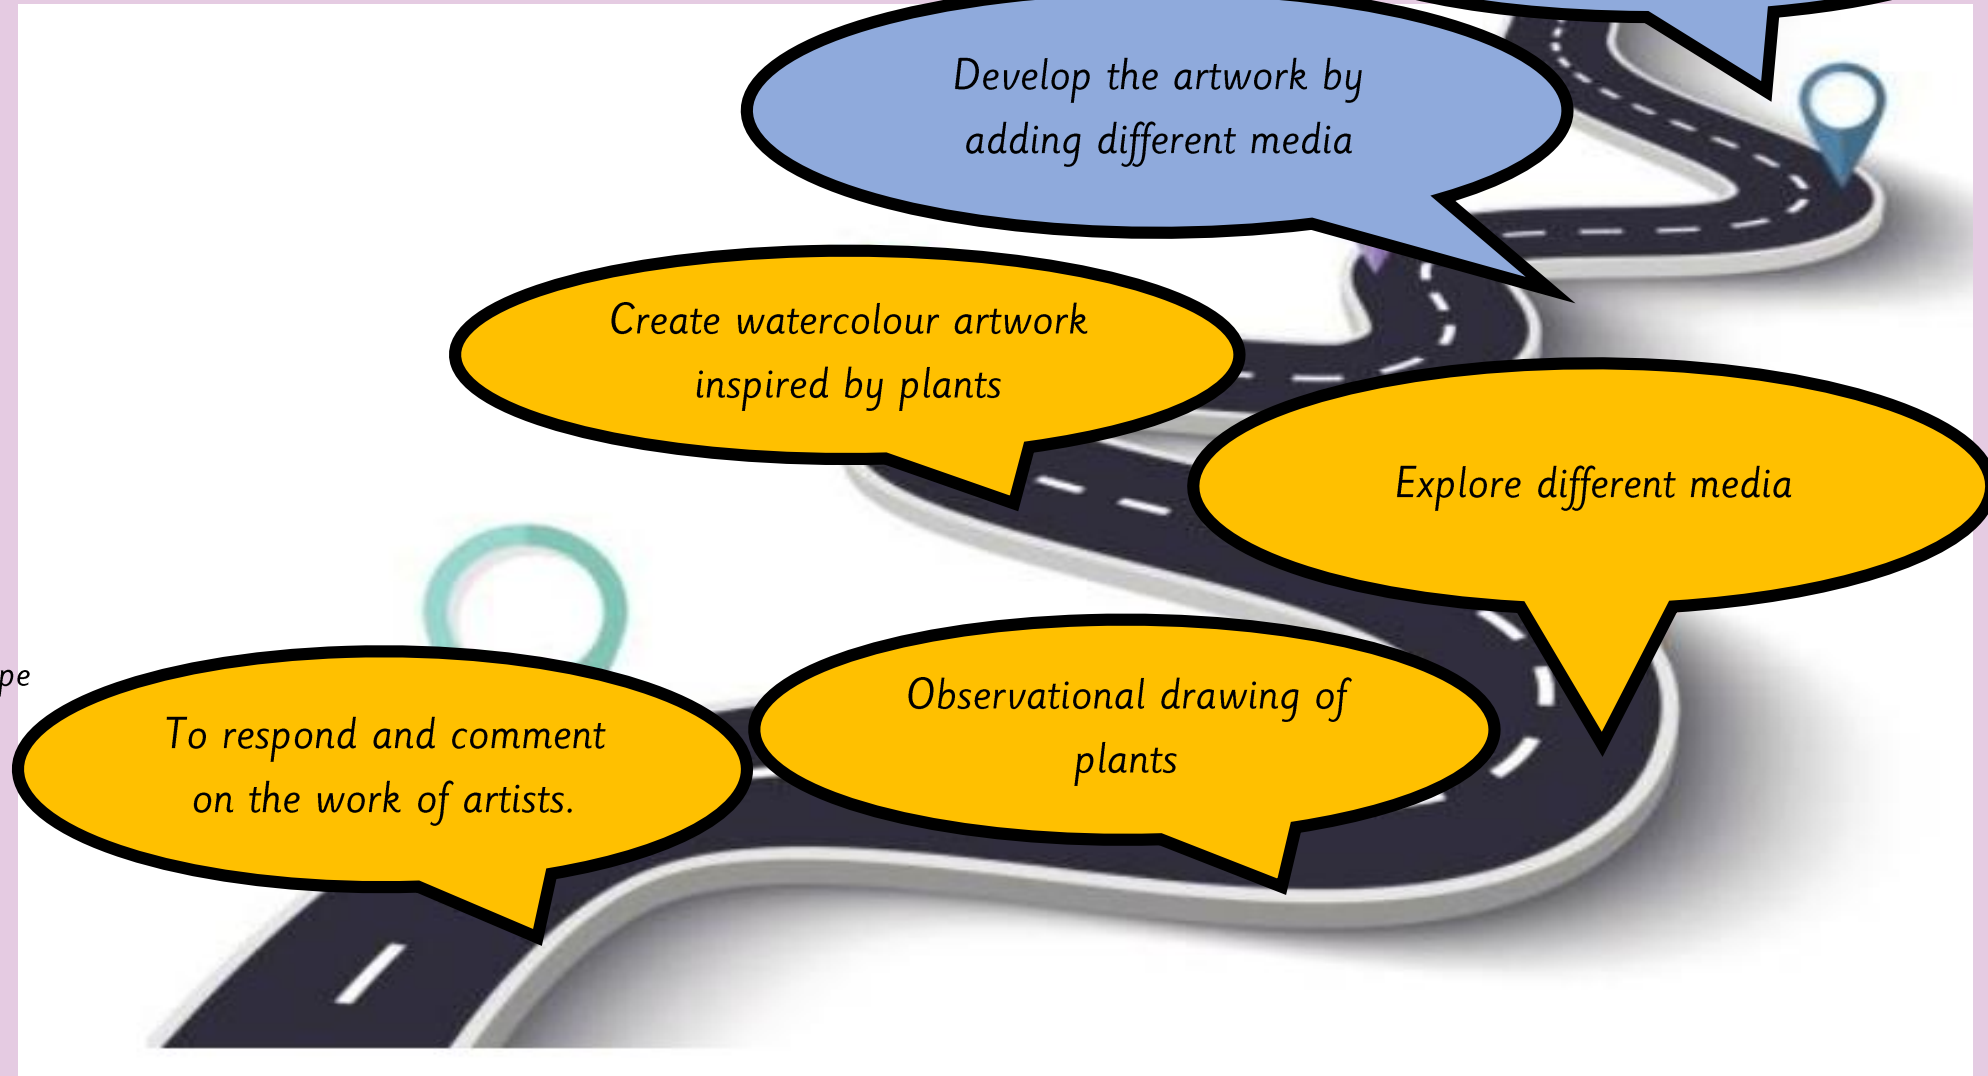 Develop the artwork by
adding different media
Create watercolour artwork
inspired by plants
Explore different media
Observational drawing of
plants
To respond and comment
on the work of artists.